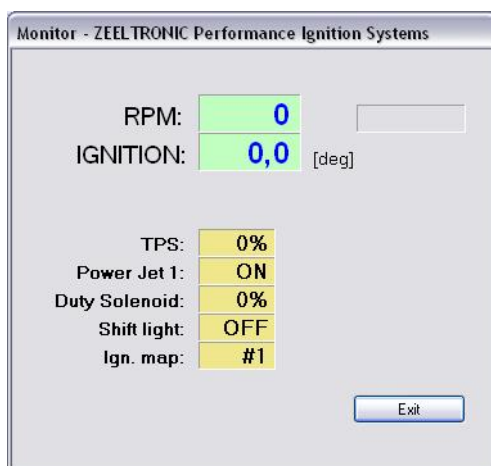 Monitor - ZEELTRONIC Performance Ignition Systems
RPM: 0
IGNITION: 0,0 [deg]
TPS: 0%
Power Jet 1: ON
Duty Solenoid: 0%
Shift light: OFF
Ign. map: #1
Exit